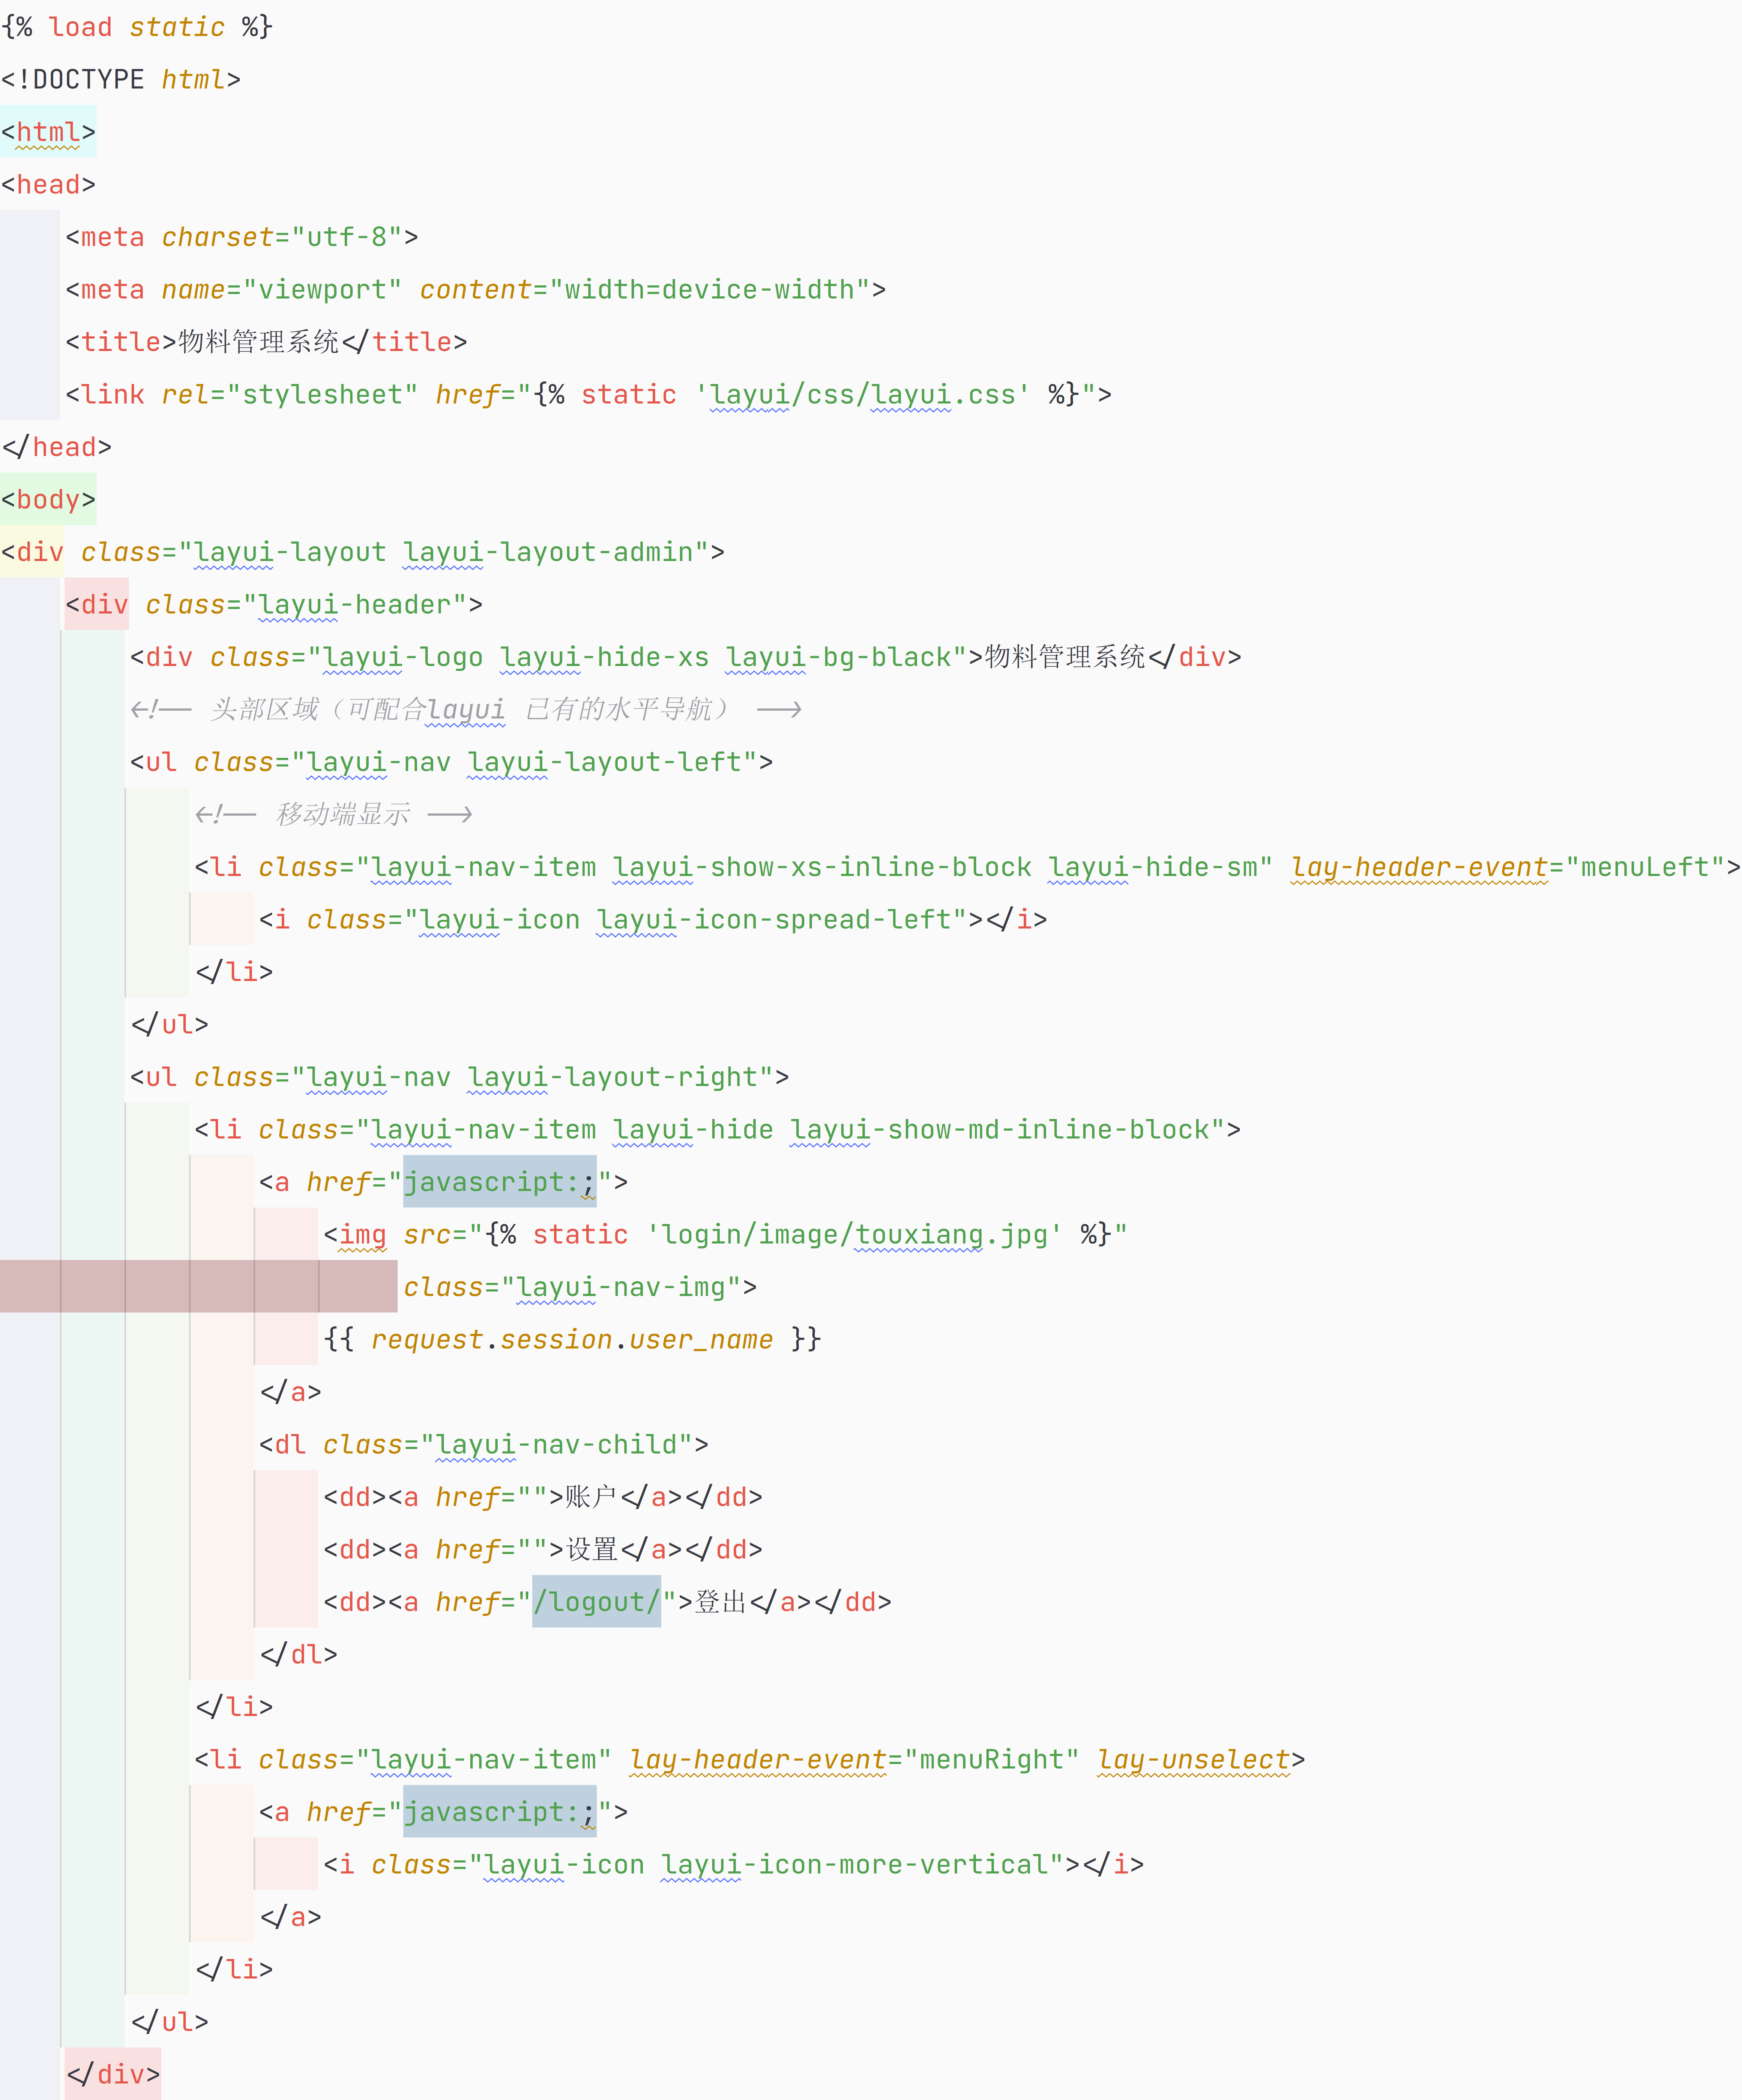 {% load static %}
<!DOCTYPE html>
<html>
<head>
    <meta charset="utf-8">
    <meta name="viewport" content="width=device-width">
    <title>物料管理系统</title>
    <link rel="stylesheet" href="{% static 'layui/css/layui.css' %}">
</head>
<body>
<div class="layui-layout layui-layout-admin">
    <div class="layui-header">
        <div class="layui-logo layui-hide-xs layui-bg-black">物料管理系统</div>
        <!-- 头部区域（可配合layui 已有的水平导航） -->
        <ul class="layui-nav layui-layout-left">
            <!-- 移动端显示 -->
            <li class="layui-nav-item layui-show-xs-inline-block layui-hide-sm" lay-header-event="menuLeft">
                <i class="layui-icon layui-icon-spread-left"></i>
            </li>
        </ul>
        <ul class="layui-nav layui-layout-right">
            <li class="layui-nav-item layui-hide layui-show-md-inline-block">
                <a href="javascript:;">
                    <img src="{% static 'login/image/touxiang.jpg' %}"
                         class="layui-nav-img">
                    {{ request.session.user_name }}
                </a>
                <dl class="layui-nav-child">
                    <dd><a href="">账户</a></dd>
                    <dd><a href="">设置</a></dd>
                    <dd><a href="/logout/">登出</a></dd>
                </dl>
            </li>
            <li class="layui-nav-item" lay-header-event="menuRight" lay-unselect>
                <a href="javascript:;">
                    <i class="layui-icon layui-icon-more-vertical"></i>
                </a>
            </li>
        </ul>
    </div>